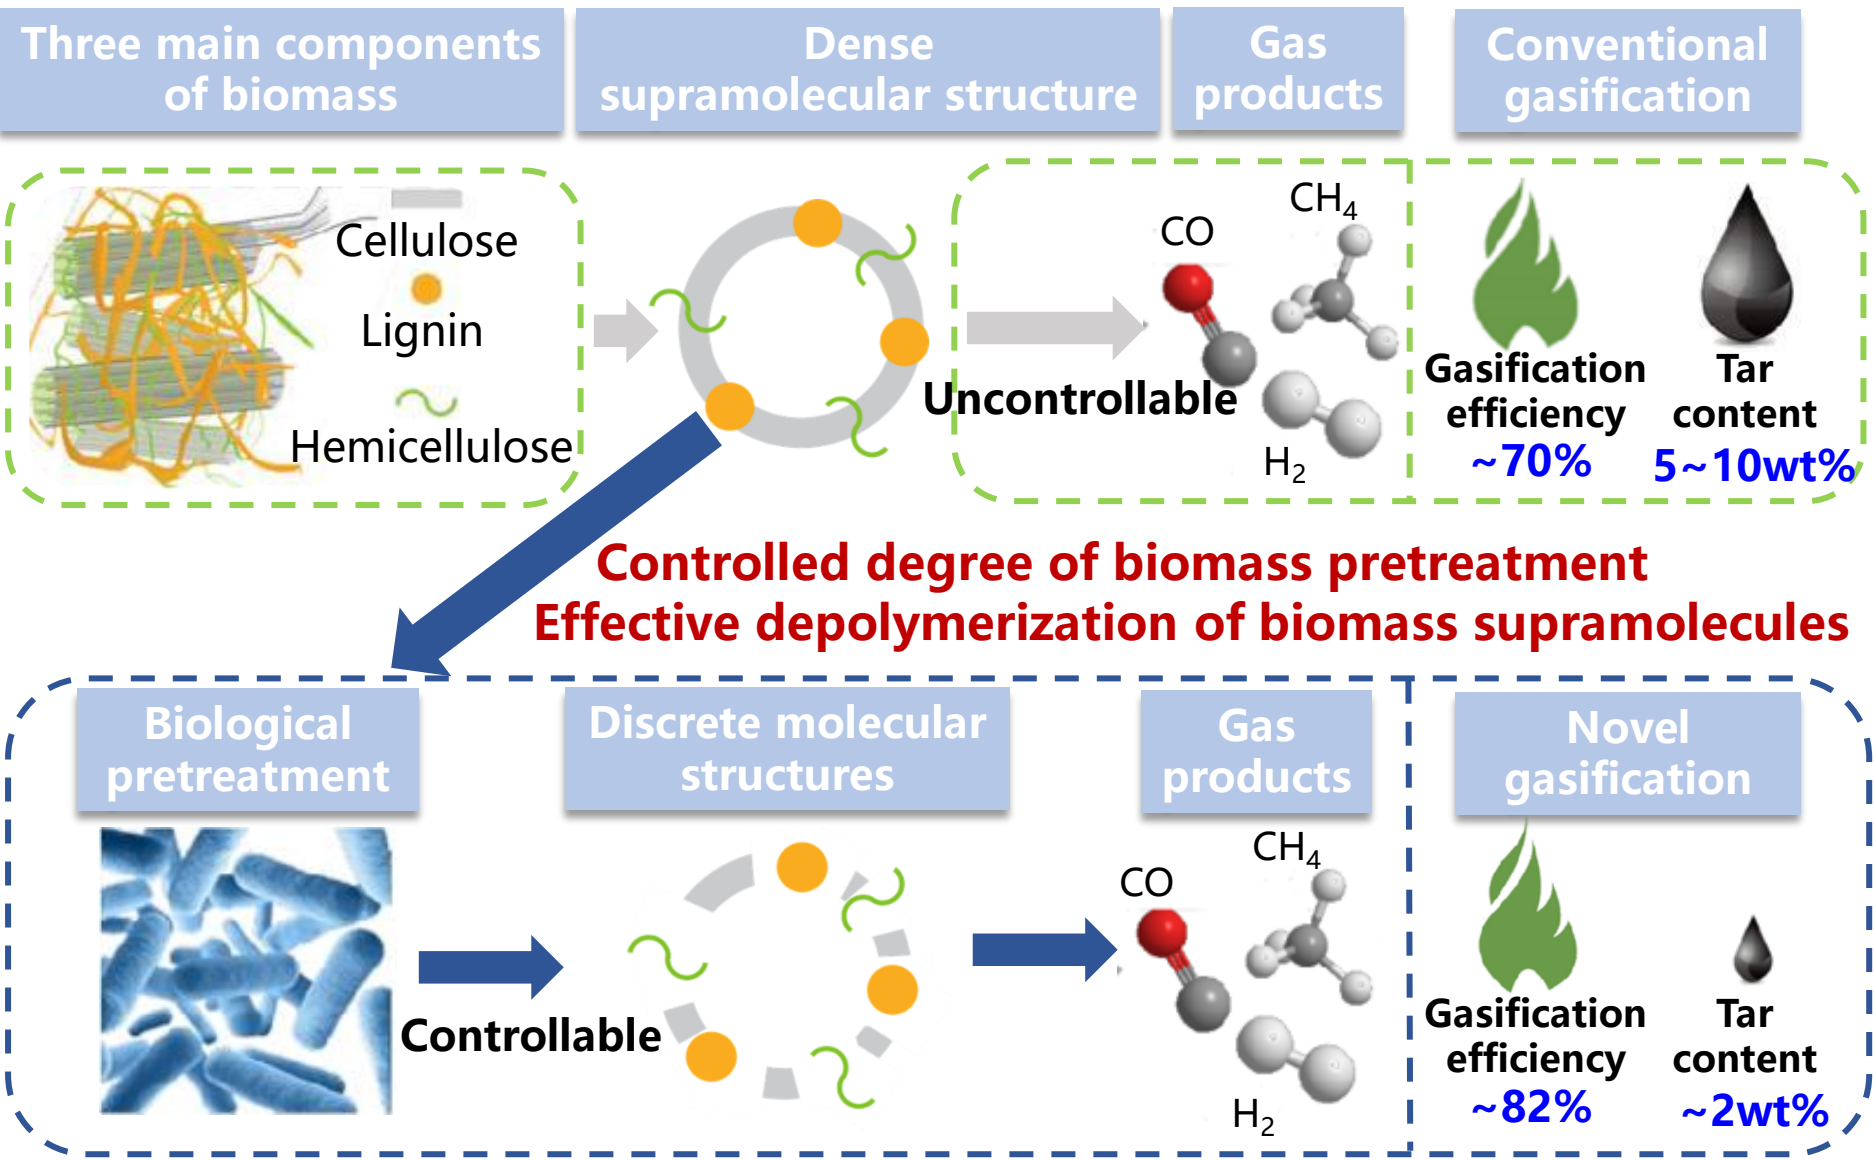 Three main components
of biomass
Dense
supramolecular structure
Gas
products
Conventional
gasification
Cellulose
Lignin
Hemicellulose
Uncontrollable
CO
CH₄
H₂
Gasification
efficiency
~70%
Tar
content
5~10wt%
Controlled degree of biomass pretreatment
Effective depolymerization of biomass supramolecules
Biological
pretreatment
Discrete molecular
structures
Gas
products
Novel
gasification
Controllable
CO
CH₄
H₂
Gasification
efficiency
~82%
Tar
content
~2wt%